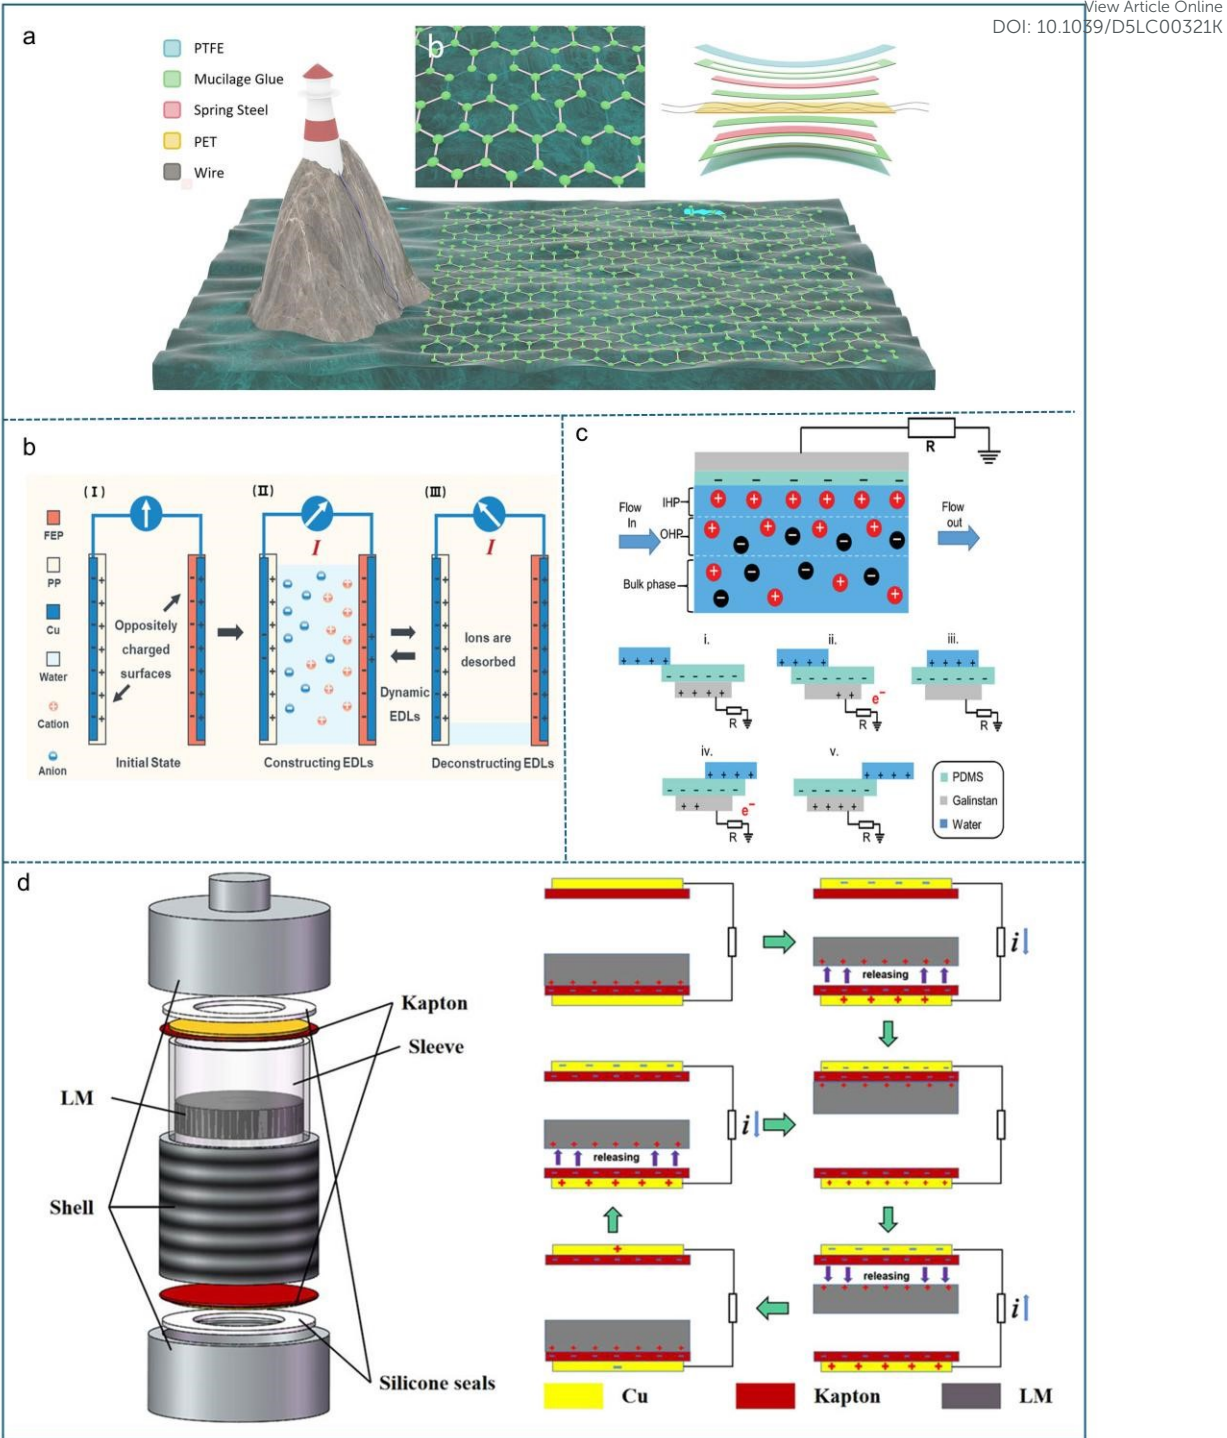 View Article Online
DOI: 10.1039/D5LC00321K
a
PTFE
Mucilage Glue
Spring Steel
PET
Wire
b
b
(I)
(II)
(III)
I
I
FEP
PP
Cu
Water
Cation
Anion
Oppositely
charged
surfaces
Ions are
desorbed
Dynamic
EDLs
Initial State
Constructing EDLs
Deconstructing EDLs
c
R
IHP
OHP
Bulk phase
Flow
In
Flow
out
i.
ii.
iii.
e⁻
R
R
R
iv.
v.
e⁻
R
R
PDMS
Galinstan
Water
d
Kapton
Sleeve
LM
Shell
Silicone seals
releasing
i
releasing
i
releasing
i
Cu
Kapton
LM